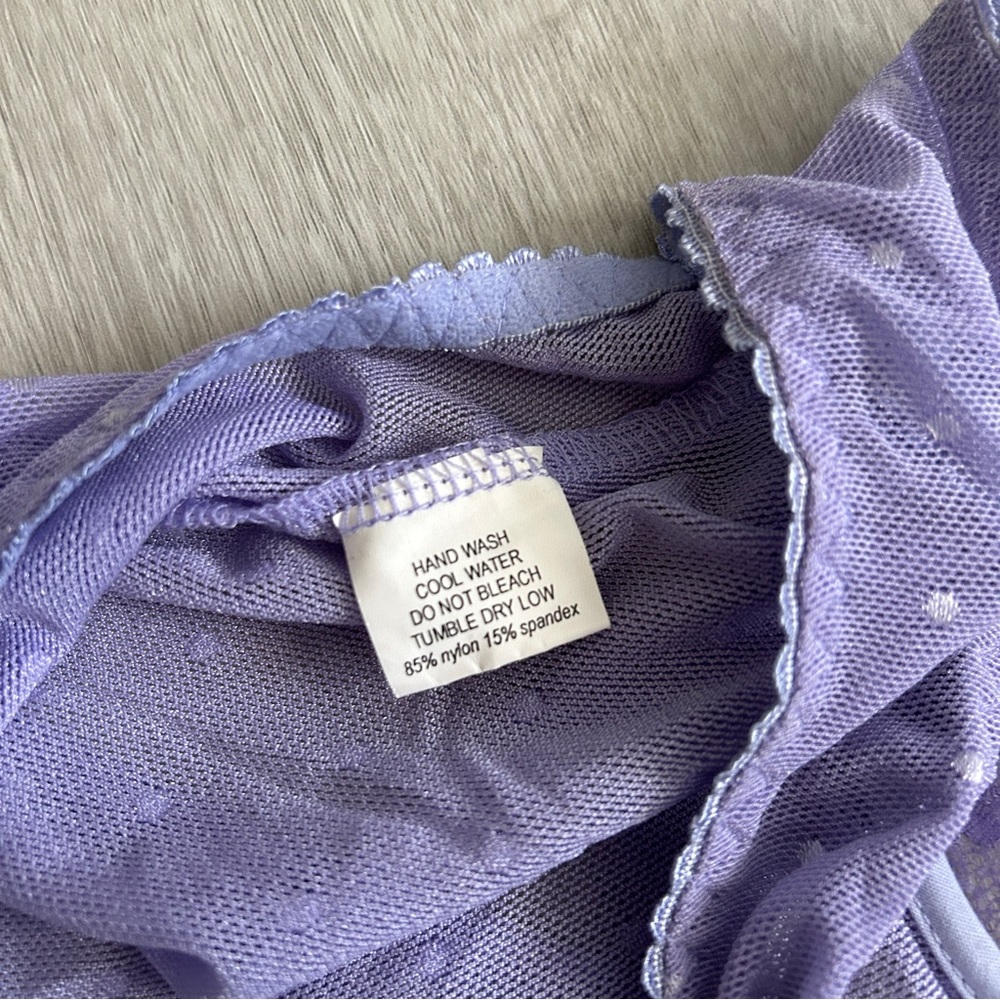 HAND WASH
COOL WATER
DO NOT BLEACH
TUMBLE DRY LOW
85% nylon 15% spandex